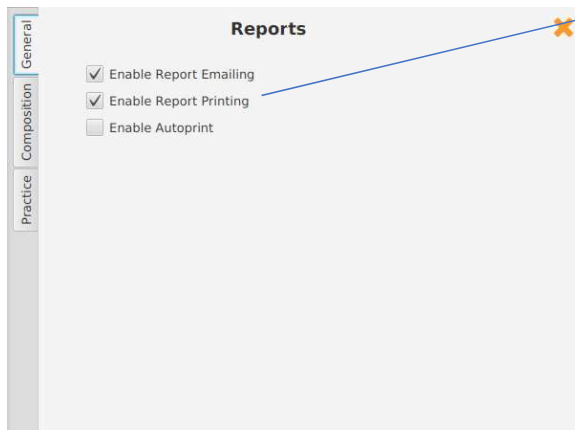 Reports
General
Enable Report Emailing
Enable Report Printing
Enable Autoprint
Composition
Practice